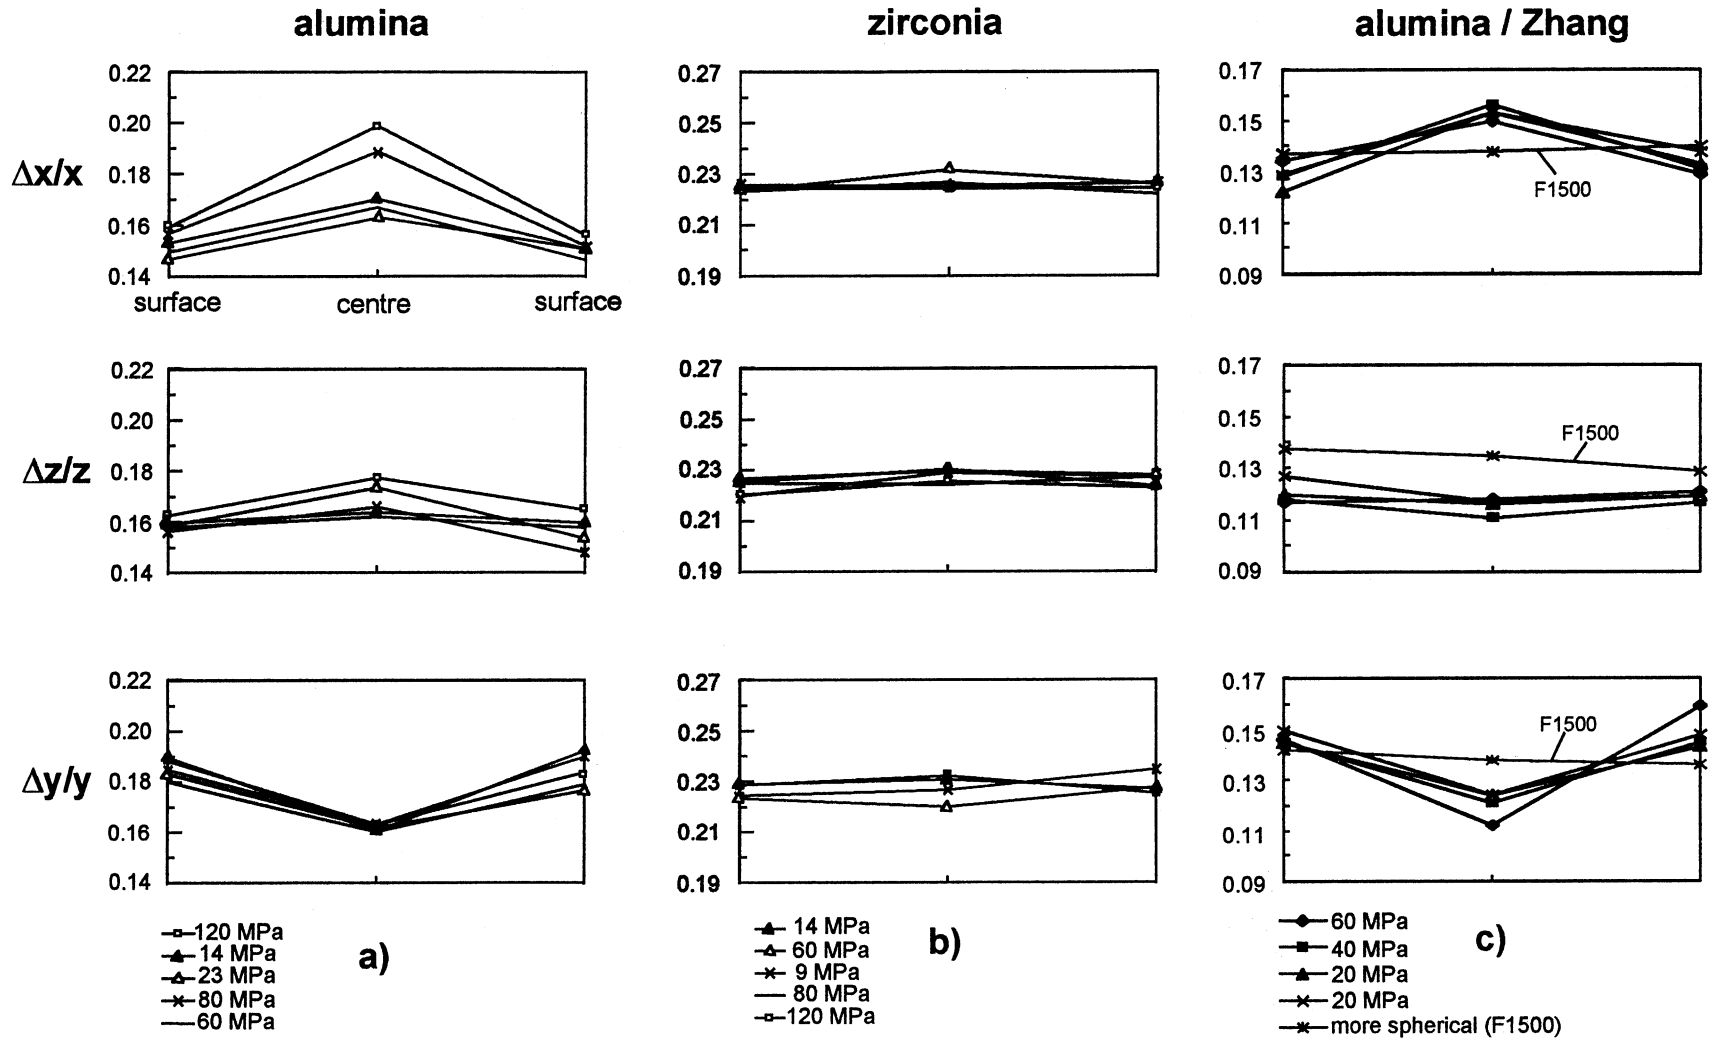 alumina
zirconia
alumina / Zhang
Δx/x
0.22
0.20
0.18
0.16
0.14
surface
centre
surface
0.27
0.25
0.23
0.21
0.19
0.17
0.15
0.13
0.11
0.09
F1500
Δz/z
0.22
0.20
0.18
0.16
0.14
0.27
0.25
0.23
0.21
0.19
0.17
0.15
0.13
0.11
0.09
F1500
Δy/y
0.22
0.20
0.18
0.16
0.14
0.27
0.25
0.23
0.21
0.19
0.17
0.15
0.13
0.11
0.09
F1500
120 MPa
14 MPa
23 MPa
80 MPa
60 MPa
a)
14 MPa
60 MPa
9 MPa
80 MPa
120 MPa
b)
60 MPa
40 MPa
20 MPa
20 MPa
more spherical (F1500)
c)